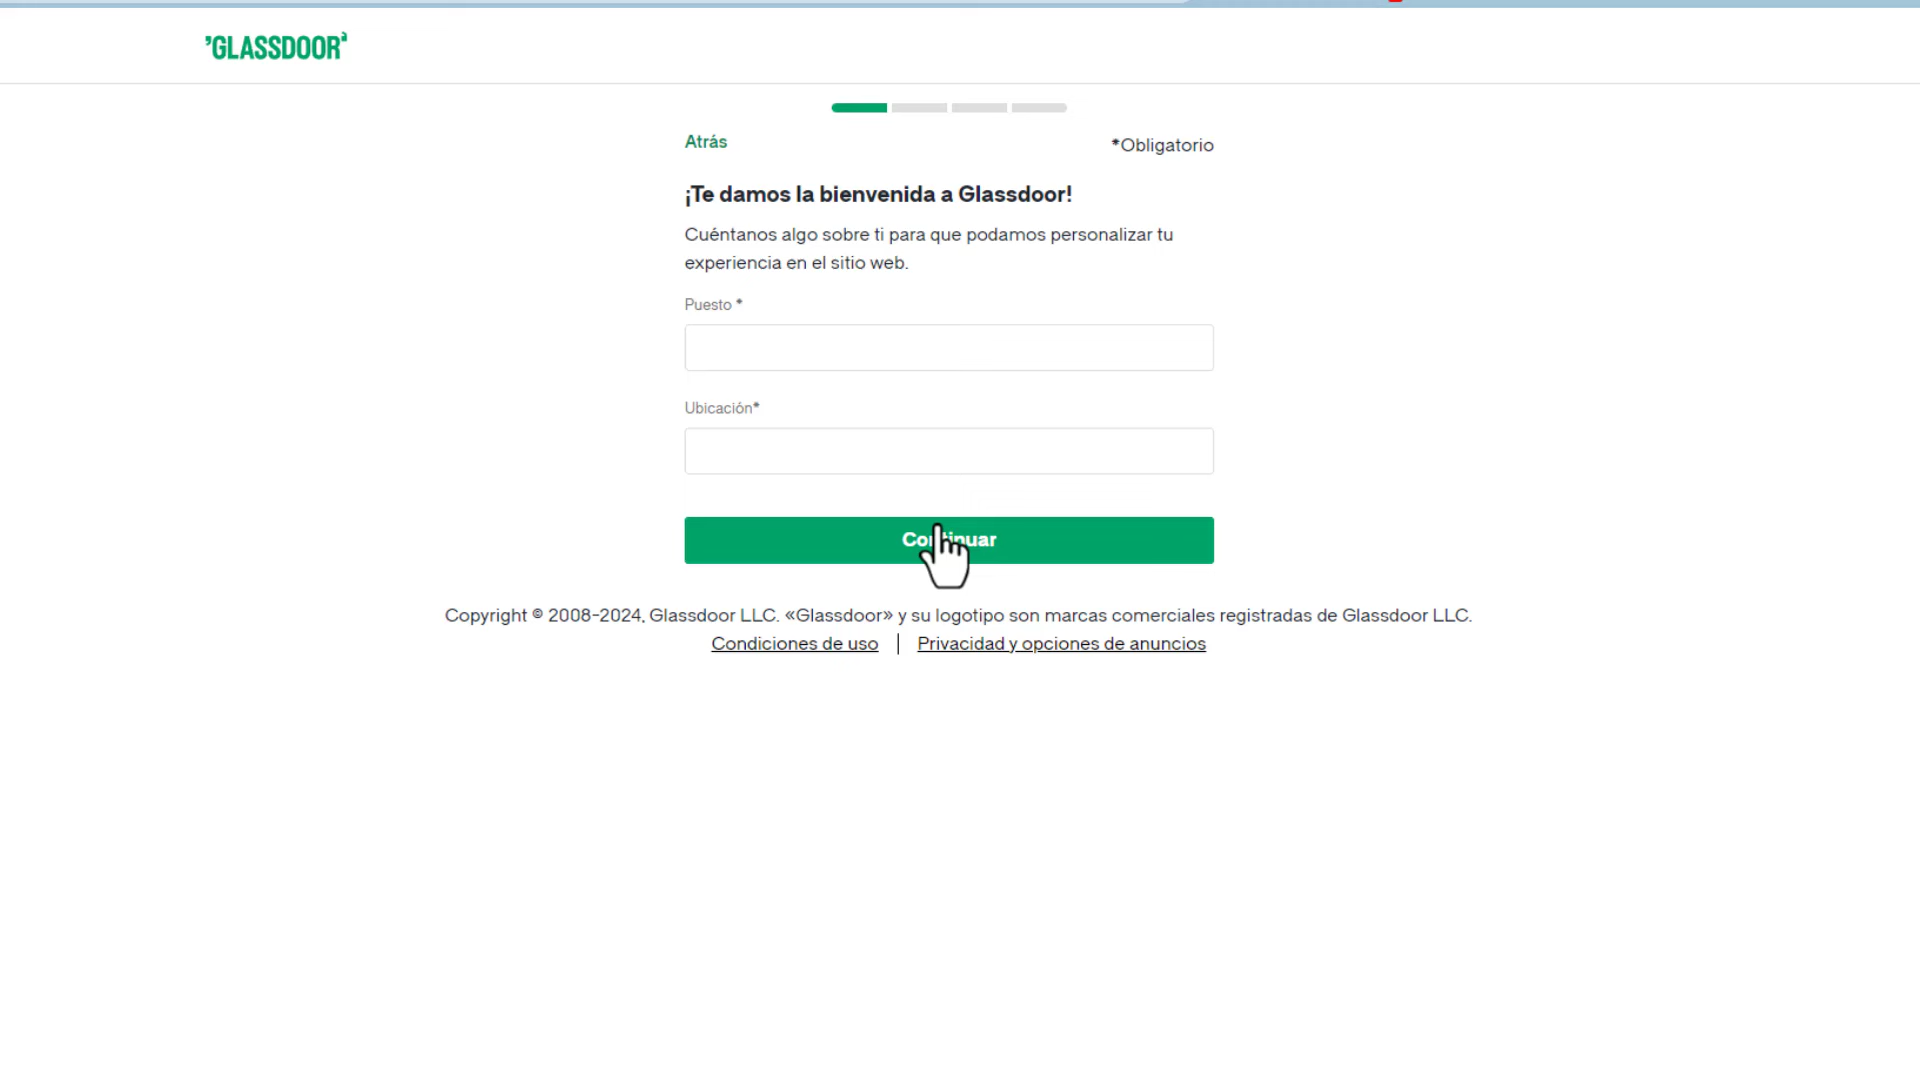 GLASSDOOR
Atrás
*Obligatorio
¡Te damos la bienvenida a Glassdoor!
Cuéntanos algo sobre ti para que podamos personalizar tu
experiencia en el sitio web.
Puesto *
Ubicación*
Continuar
Copyright © 2008-2024, Glassdoor LLC. «Glassdoor» y su logotipo son marcas comerciales registradas de Glassdoor LLC.
Condiciones de uso | Privacidad y opciones de anuncios